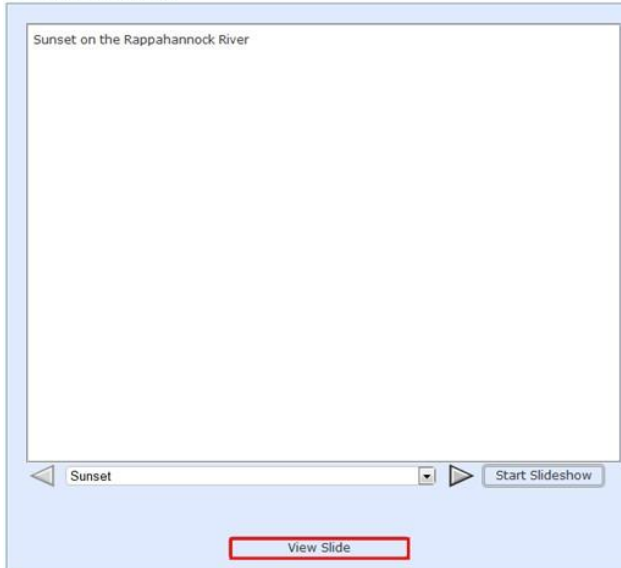 Sunset on the Rappahannock River
Sunset
Start Slideshow
View Slide